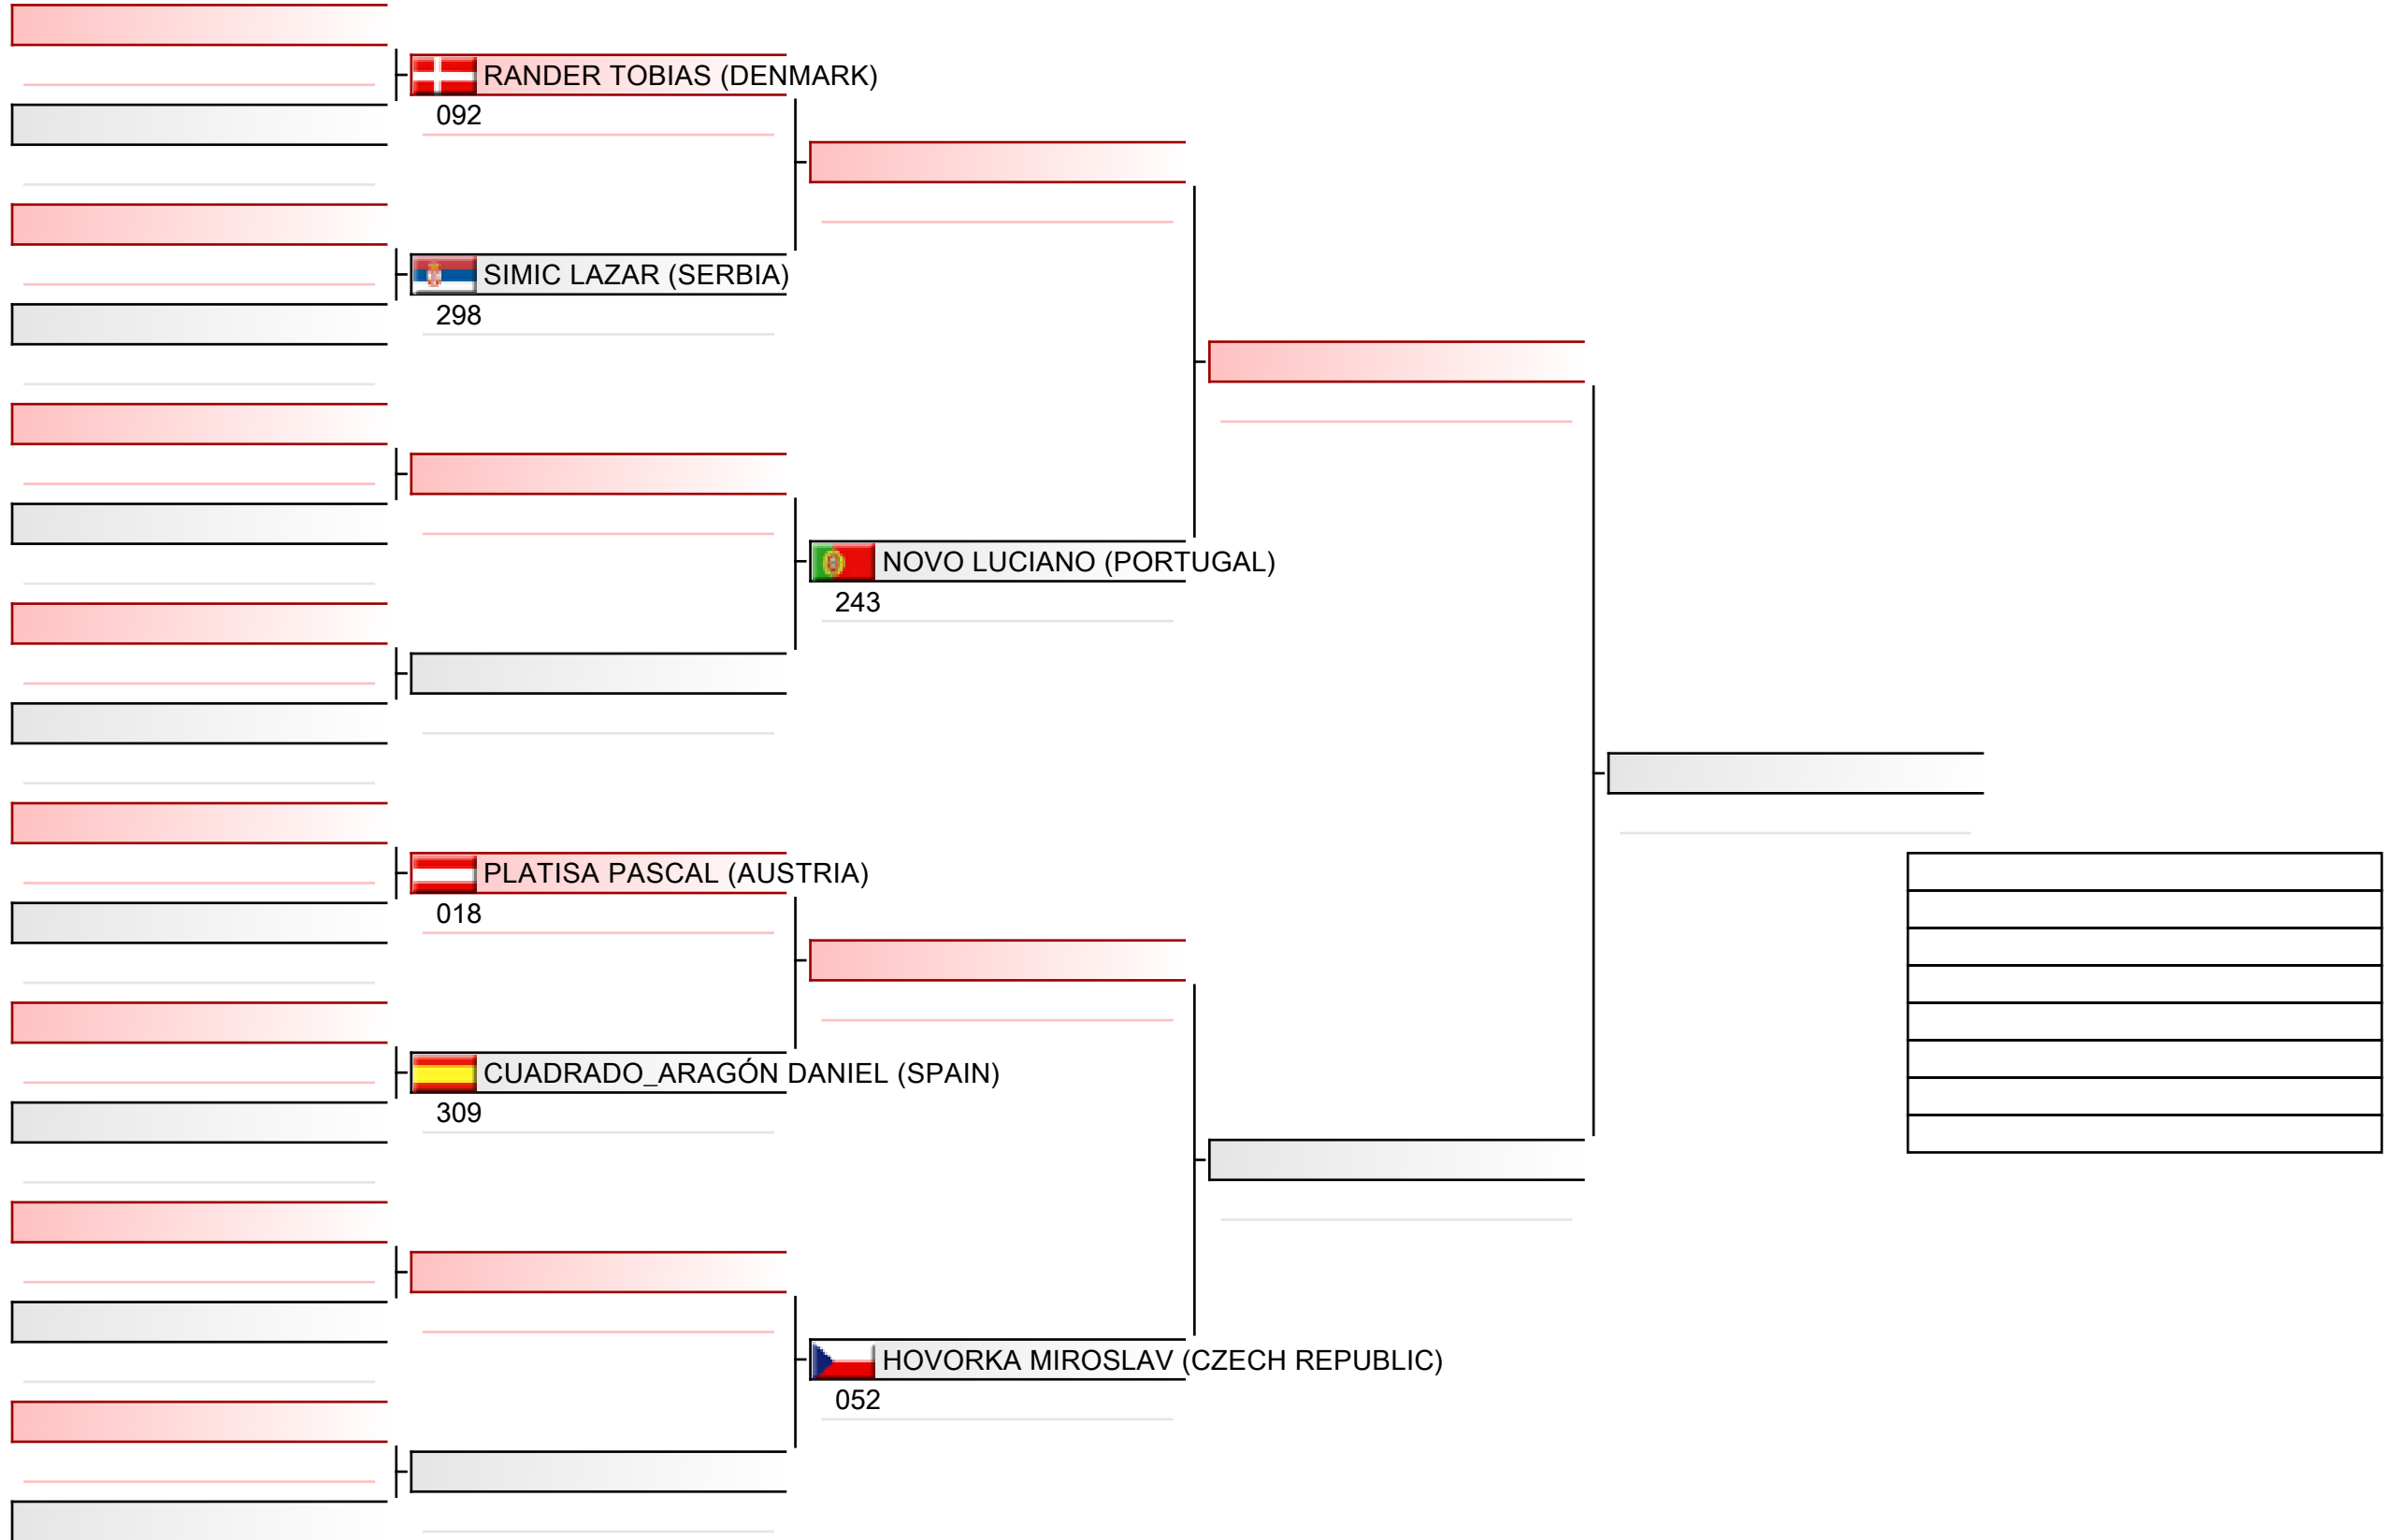 RANDER TOBIAS (DENMARK)
092
SIMIC LAZAR (SERBIA)
298
NOVO LUCIANO (PORTUGAL)
243
PLATISA PASCAL (AUSTRIA)
018
CUADRADO_ARAGÓN DANIEL (SPAIN)
309
HOVORKA MIROSLAV (CZECH REPUBLIC)
052